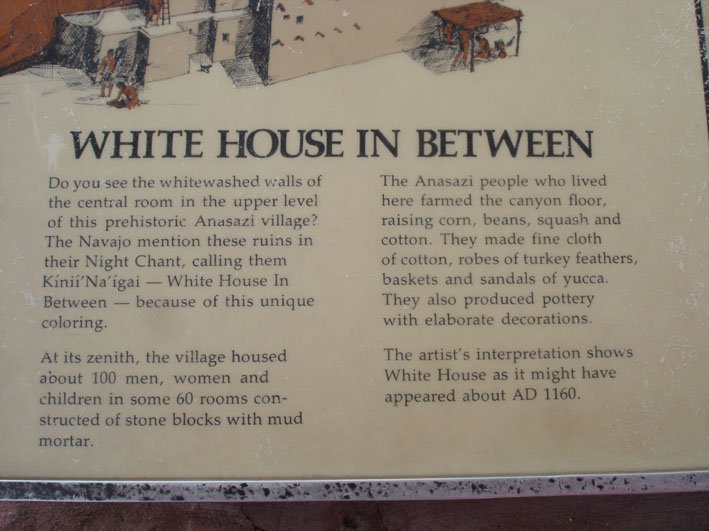 WHITE HOUSE IN BETWEEN
Do you see the whitewashed walls of
the central room in the upper level
of this prehistoric Anasazi village?
The Navajo mention these ruins in
their Night Chant, calling them
Kíníí'Na'ígai — White House In
Between — because of this unique
coloring.
At its zenith, the village housed
about 100 men, women and
children in some 60 rooms con-
structed of stone blocks with mud
mortar.
The Anasazi people who lived
here farmed the canyon floor,
raising corn, beans, squash and
cotton. They made fine cloth
of cotton, robes of turkey feathers,
baskets and sandals of yucca.
They also produced pottery
with elaborate decorations.
The artist's interpretation shows
White House as it might have
appeared about AD 1160.